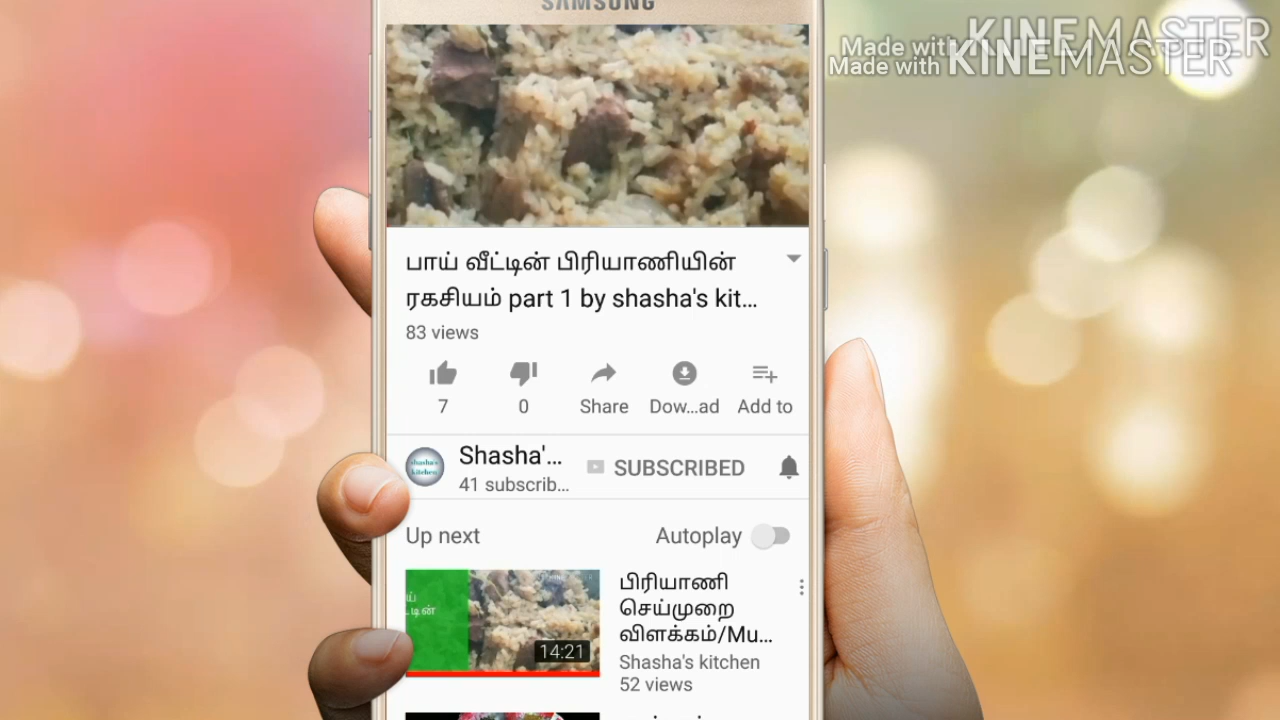 SAMSUNG
Made with KINEMASTER
Made with KINEMASTER
பாய் வீட்டின் பிரியாணியின்
ரகசியம் part 1 by shasha's kit...
83 views
7
0
Share
Dow...ad
Add to
shasha's
kitchen
Shasha'...
SUBSCRIBED
41 subscrib...
Up next
Autoplay
பிரியாணி
செய்முறை
விளக்கம்/Mu...
Shasha's kitchen
52 views
டின்
14:21